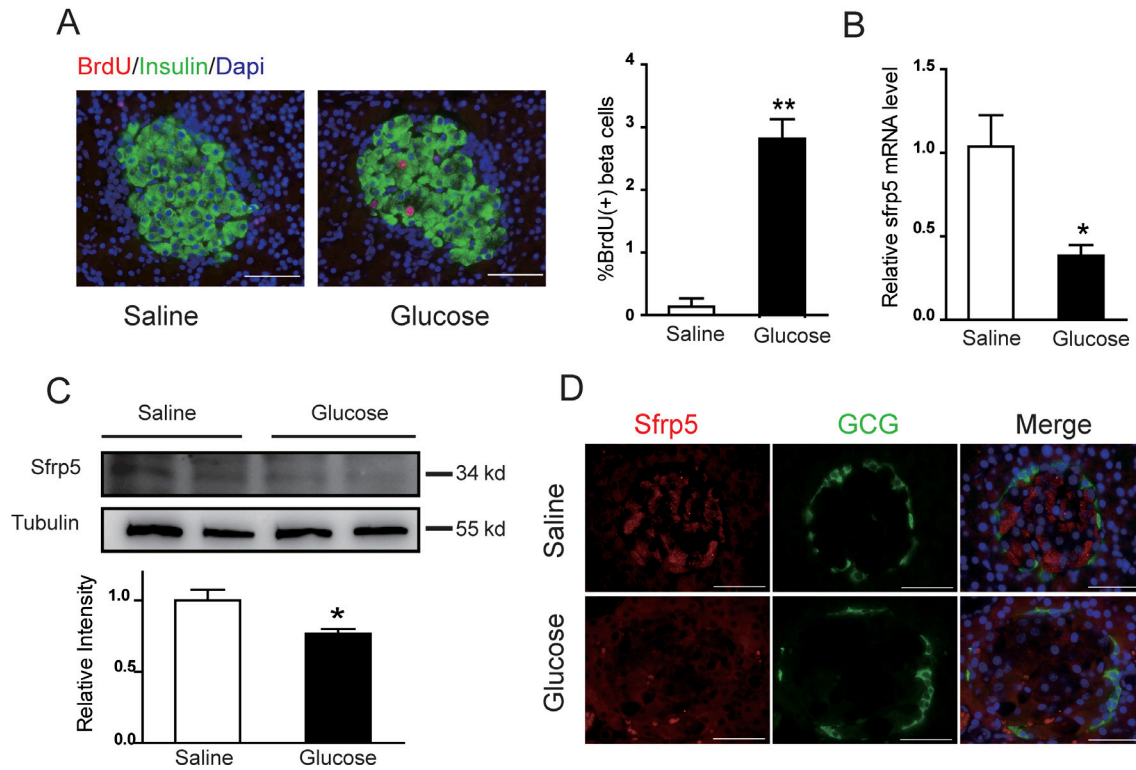 A
BrdU/Insulin/Dapi
Saline
Glucose
%BrdU(+) beta cells
4
3
2
1
0
**
Saline
Glucose
B
Relative sfrp5 mRNA level
1.5
1.0
0.5
0.0
*
Saline
Glucose
C
Saline
Glucose
Sfrp5
34 kd
Tubulin
55 kd
Relative Intensity
1.0
0.5
0.0
*
Saline
Glucose
D
Sfrp5
GCG
Merge
Saline
Glucose